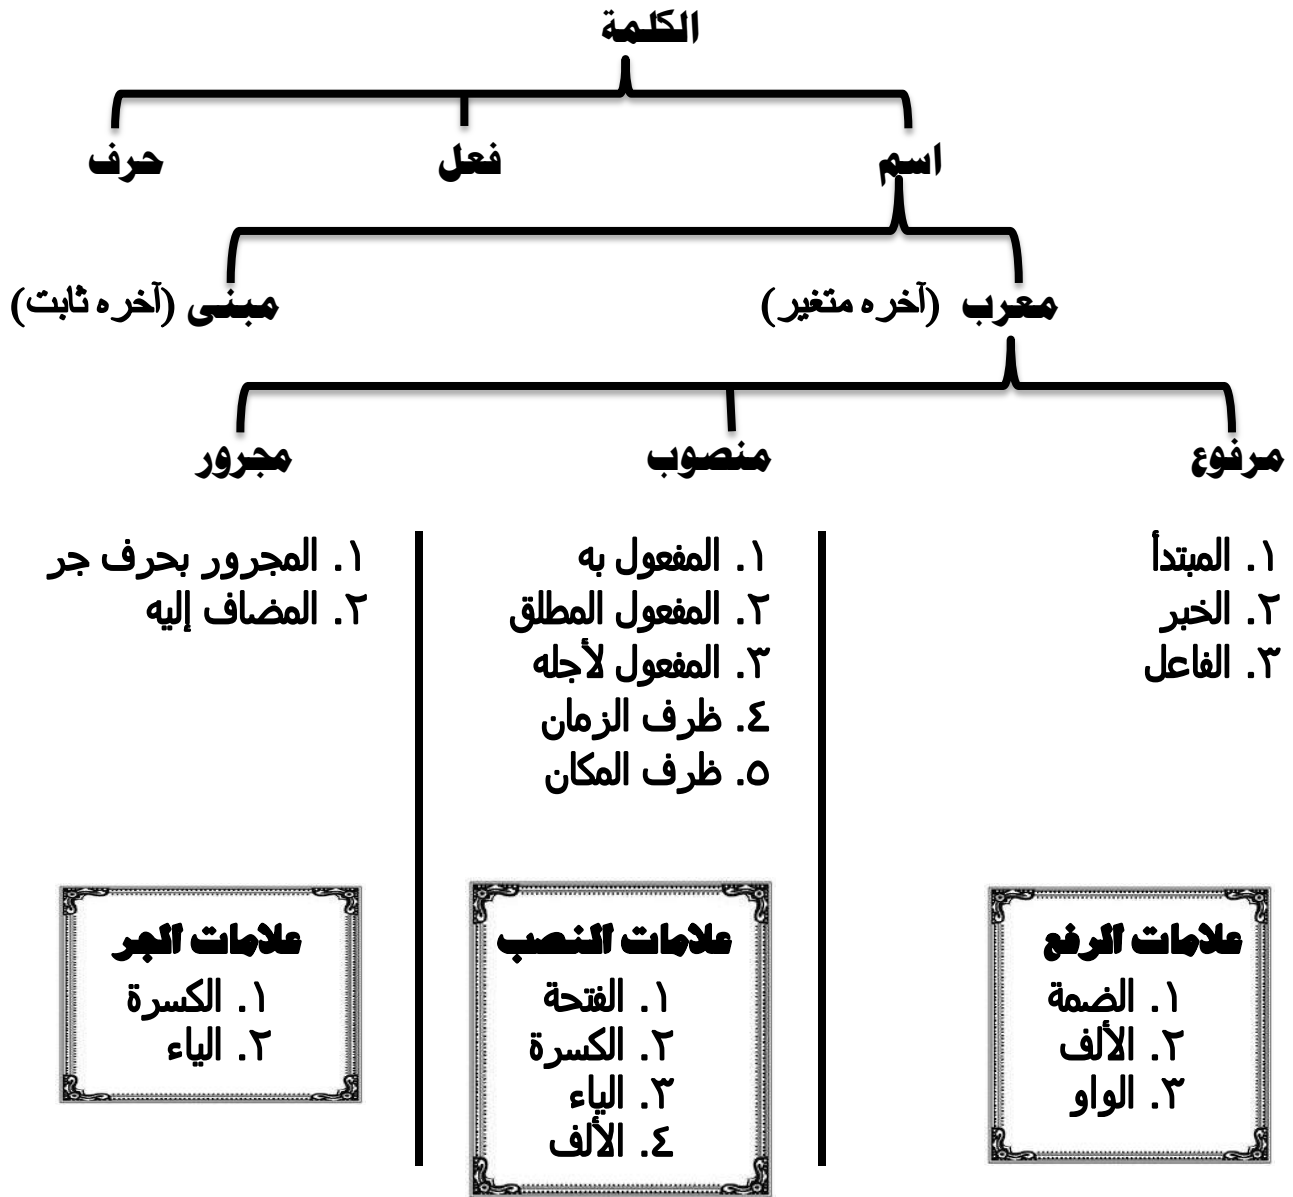 الكلمة
اسم
فعل
حرف
معرب (آخره متغير)
مبنى (آخره ثابت)
مرفوع
منصوب
مجرور
١. المبتدأ
٢. الخبر
٣. الفاعل
١. المفعول به
٢. المفعول المطلق
٣. المفعول لأجله
٤. ظرف الزمان
٥. ظرف المكان
١. المجرور بحرف جر
٢. المضاف إليه
علامات الرفع
١. الضمة
٢. الألف
٣. الواو
علامات النصب
١. الفتحة
٢. الكسرة
٣. الياء
٤. الألف
علامات الجر
١. الكسرة
٢. الياء